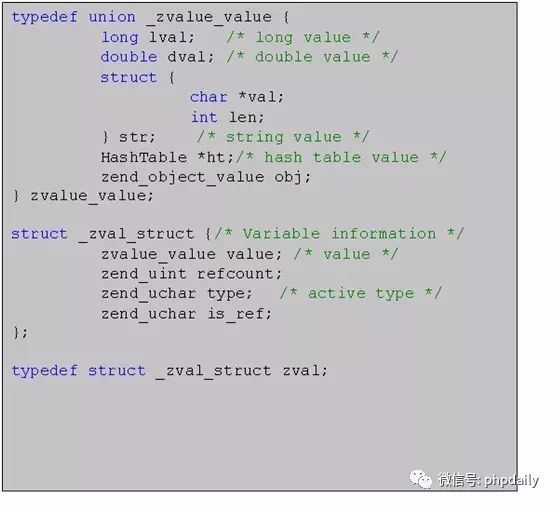 typedef union _zvalue_value {
        long lval;   /* long value */
        double dval; /* double value */
        struct {
                char *val;
                int len;
        } str;    /* string value */
        HashTable *ht;/* hash table value */
        zend_object_value obj;
} zvalue_value;

struct _zval_struct {/* Variable information */
        zvalue_value value; /* value */
        zend_uint refcount;
        zend_uchar type;   /* active type */
        zend_uchar is_ref;
};

typedef struct _zval_struct zval;
微信号: phpdaily